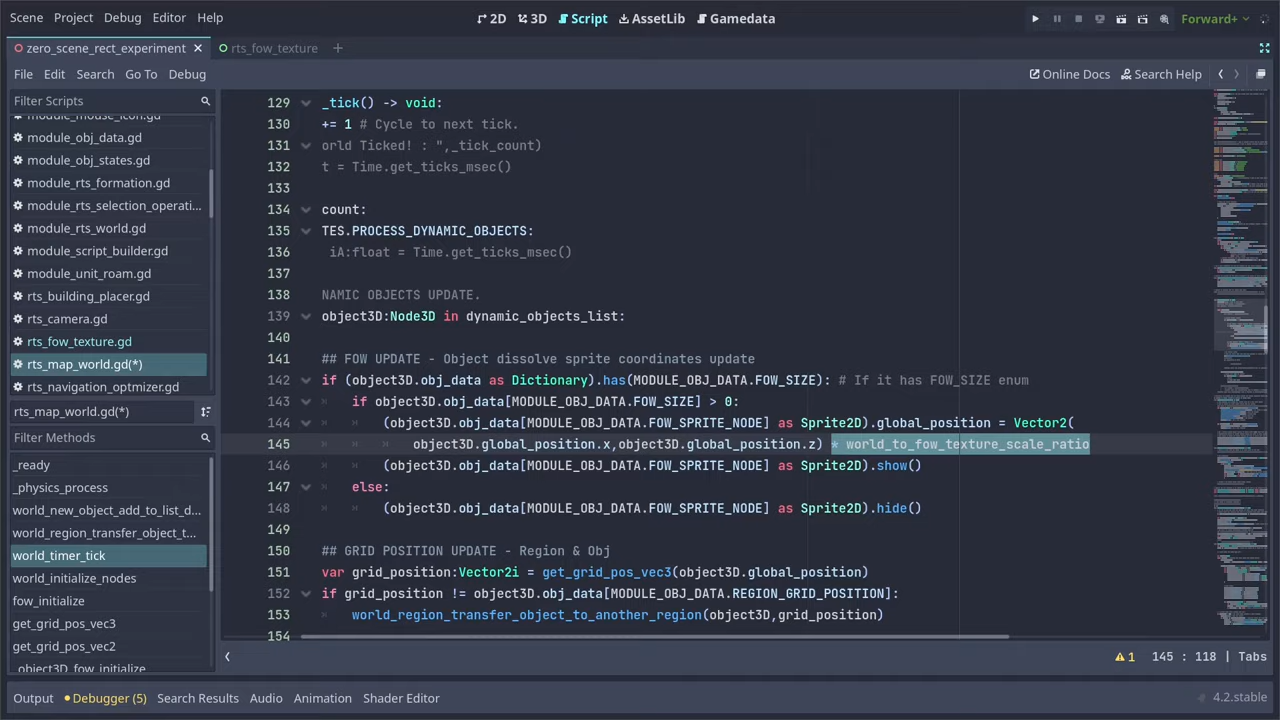 Scene Project Debug Editor Help 2D 3D Script AssetLib Gamedata Forward+
zero_scene_rect_experiment rts_fow_texture
File Edit Search Go To Debug Online Docs Search Help
Filter Scripts
module_mouse_icon.gd
module_obj_data.gd
module_obj_states.gd
module_rts_formation.gd
module_rts_selection_operati...
module_rts_world.gd
module_script_builder.gd
module_unit_roam.gd
rts_building_placer.gd
rts_camera.gd
rts_fow_texture.gd
rts_map_world.gd(*)
rts_navigation_optmizer.gd
rts_map_world.gd(*)
Filter Methods
_ready
_physics_process
world_new_object_add_to_list_d...
world_region_transfer_object_t...
world_timer_tick
world_initialize_nodes
fow_initialize
get_grid_pos_vec3
get_grid_pos_vec2
_object3D_fow_initialize
129 _tick() -> void:
130 += 1 # Cycle to next tick
131 orld Ticked! : ",_tick_count)
132 t = Time.get_ticks_msec()
133
134 count:
135 TES.PROCESS_DYNAMIC_OBJECTS:
136 iA:float = Time.get_ticks_msec()
137
138 NAMIC OBJECTS UPDATE.
139 object3D:Node3D in dynamic_objects_list:
140
141 ## FOW UPDATE - Object dissolve sprite coordinates update
142 if (object3D.obj_data as Dictionary).has(MODULE_OBJ_DATA.FOW_SIZE): # If it has FOW_SIZE enum
143 if object3D.obj_data[MODULE_OBJ_DATA.FOW_SIZE] > 0:
144 (object3D.obj_data[MODULE_OBJ_DATA.FOW_SPRITE_NODE] as Sprite2D).global_position = Vector2(
145 object3D.global_position.x,object3D.global_position.z) * world_to_fow_texture_scale_ratio
146 (object3D.obj_data[MODULE_OBJ_DATA.FOW_SPRITE_NODE] as Sprite2D).show()
147 else:
148 (object3D.obj_data[MODULE_OBJ_DATA.FOW_SPRITE_NODE] as Sprite2D).hide()
149
150 ## GRID POSITION UPDATE - Region & Obj
151 var grid_position:Vector2i = get_grid_pos_vec3(object3D.global_position)
152 if grid_position != object3D.obj_data[MODULE_OBJ_DATA.REGION_GRID_POSITION]:
153 world_region_transfer_object_to_another_region(object3D,grid_position)
154
1 145 : 118 | Tabs
Output Debugger (5) Search Results Audio Animation Shader Editor 4.2.stable